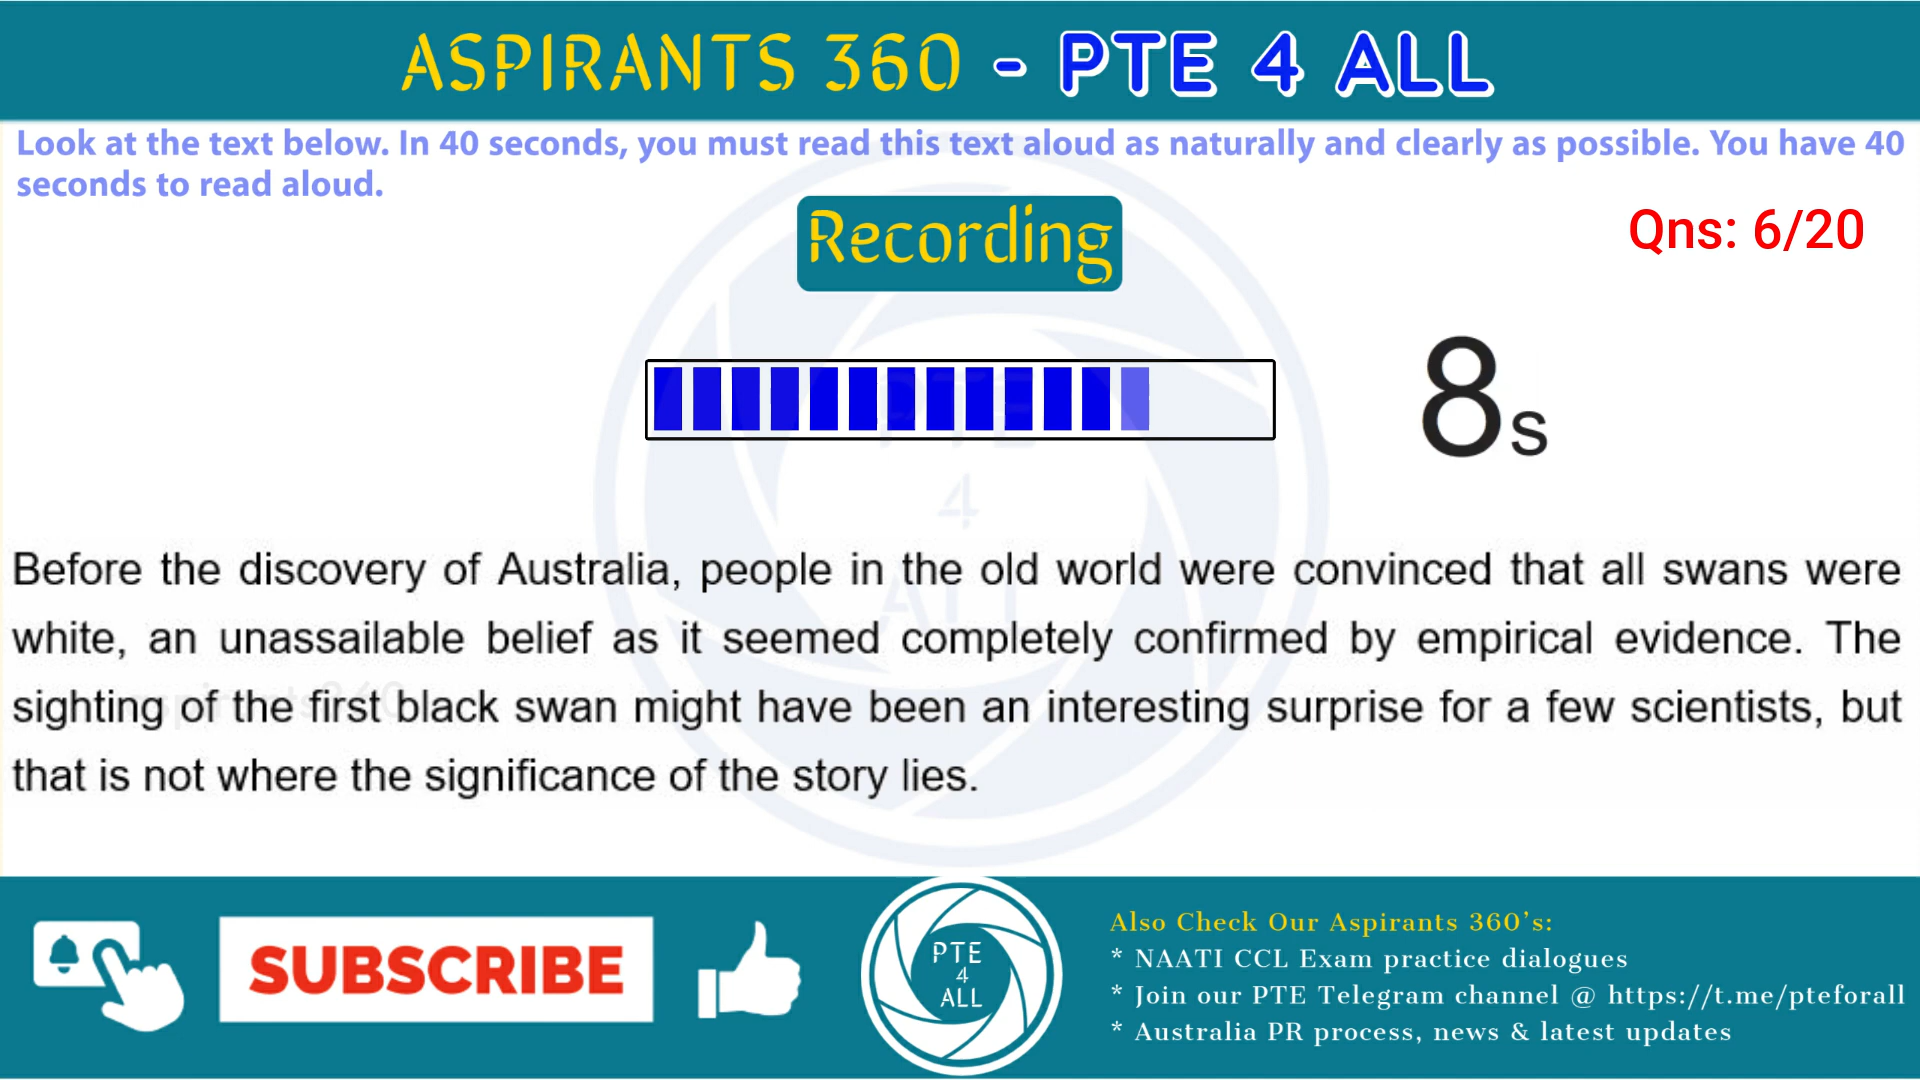 ASPIRANTS 360 - PTE 4 ALL
Look at the text below. In 40 seconds, you must read this text aloud as naturally and clearly as possible. You have 40
seconds to read aloud.
Recording
Qns: 6/20
8s
PTE
4
ALL
Before the discovery of Australia, people in the old world were convinced that all swans were
white, an unassailable belief as it seemed completely confirmed by empirical evidence. The
sighting of the first black swan might have been an interesting surprise for a few scientists, but
that is not where the significance of the story lies.
aspirants360
SUBSCRIBE
PTE
4
ALL
Also Check Our Aspirants 360's:
* NAATI CCL Exam practice dialogues
* Join our PTE Telegram channel @ https://t.me/pteforall
* Australia PR process, news & latest updates